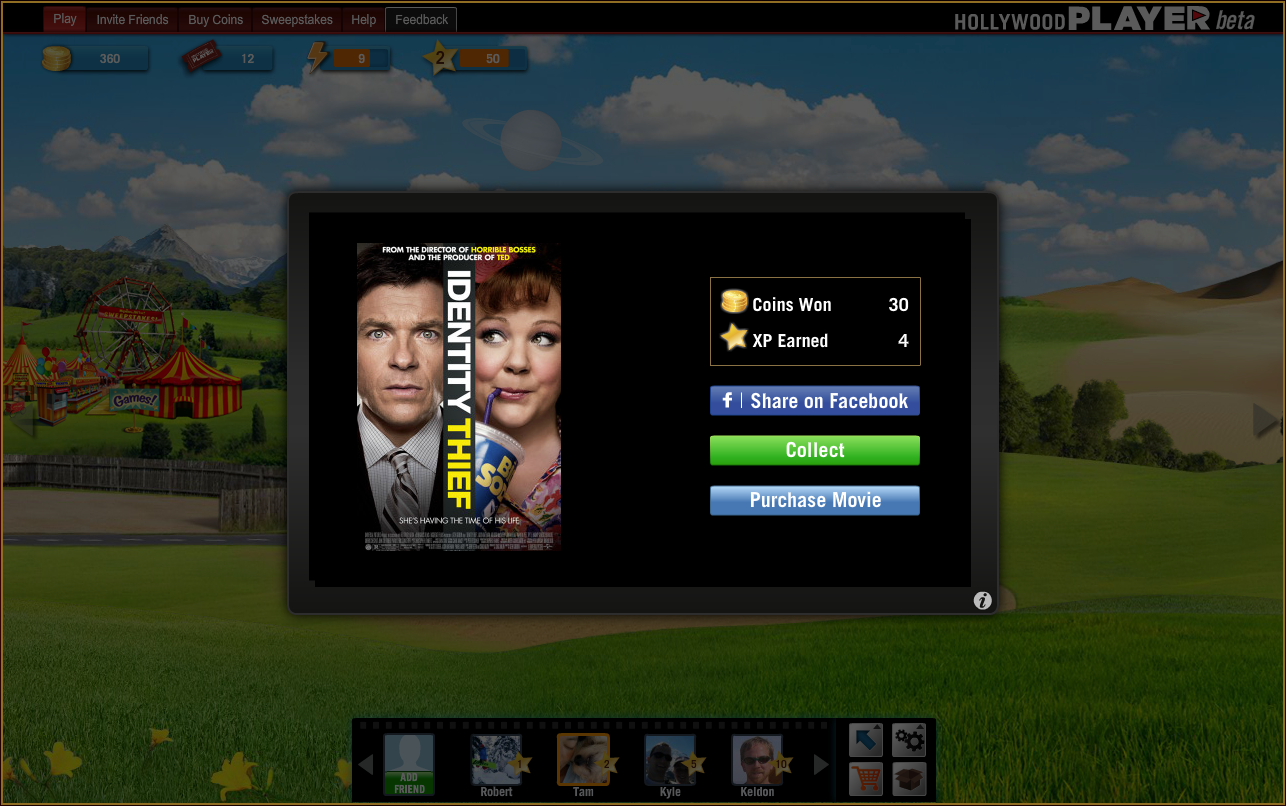 Play
Invite Friends
Buy Coins
Sweepstakes
Help
Feedback
HOLLYWOOD PLAYER beta
360
PLAYER
12
9
2
50
SWEEPSTAKES
Games!
FROM THE DIRECTOR OF HORRIBLE BOSSES
AND THE PRODUCER OF TED
IDENTITY THIEF
SHE'S HAVING THE TIME OF HIS LIFE.
Coins Won 30
XP Earned 4
f | Share on Facebook
Collect
Purchase Movie
i
ADD
FRIEND
1
Robert
2
Tam
5
Kyle
10
Keldon